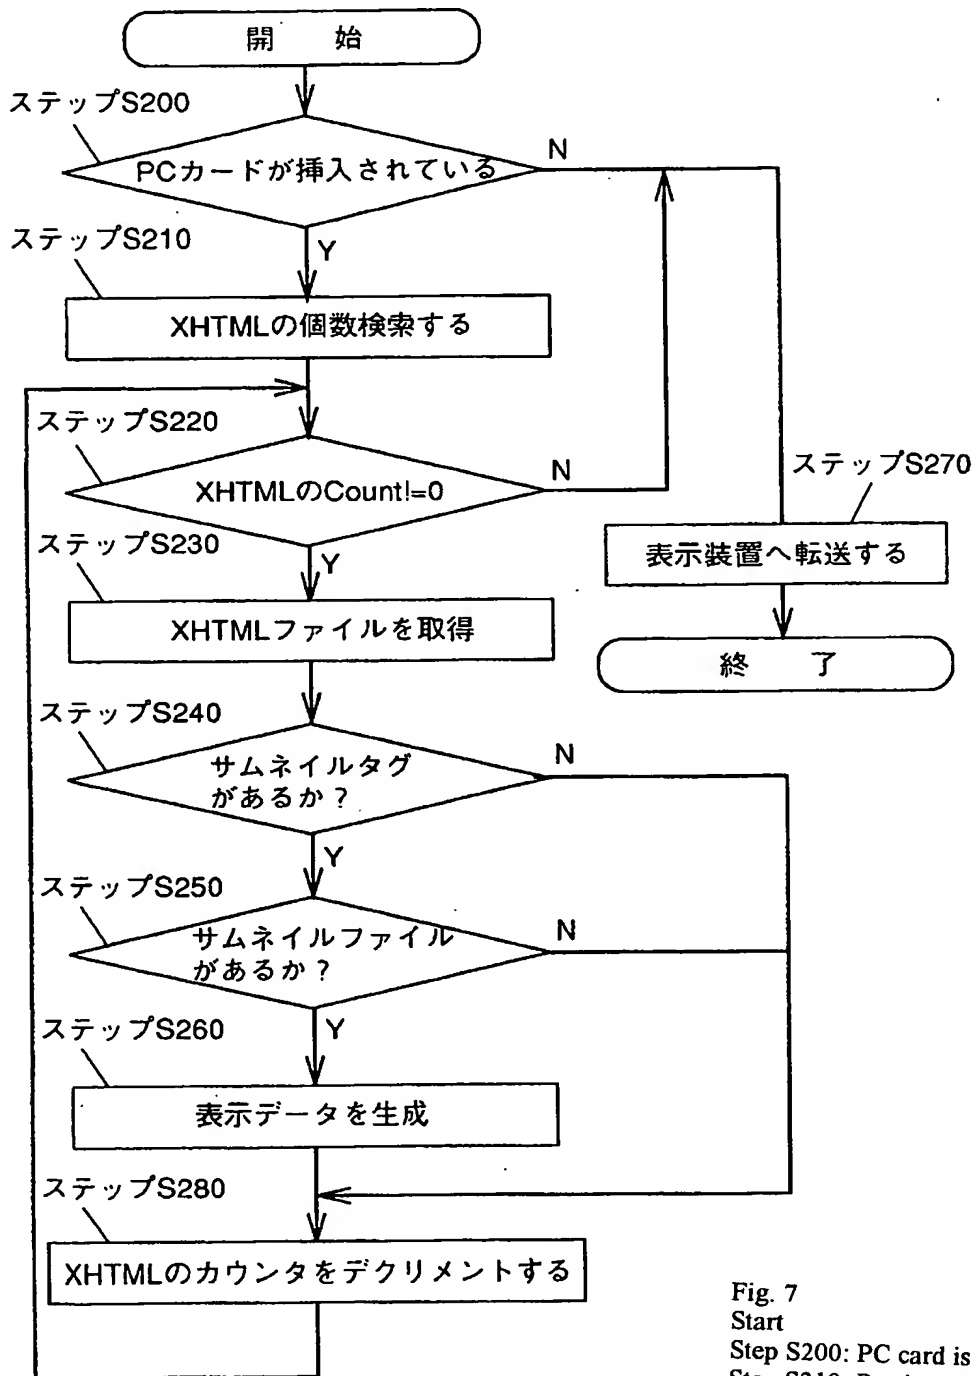 開 始
ステップS200
PCカードが挿入されている
N
Y
ステップS210
XHTMLの個数検索する
ステップS220
XHTMLのCount!=0
N
Y
ステップS270
表示装置へ転送する
終 了
ステップS230
XHTMLファイルを取得
ステップS240
サムネイルタグ
があるか？
N
Y
ステップS250
サムネイルファイル
があるか？
N
Y
ステップS260
表示データを生成
ステップS280
XHTMLのカウンタをデクリメントする
Fig. 7
Start
Step S200: PC card is